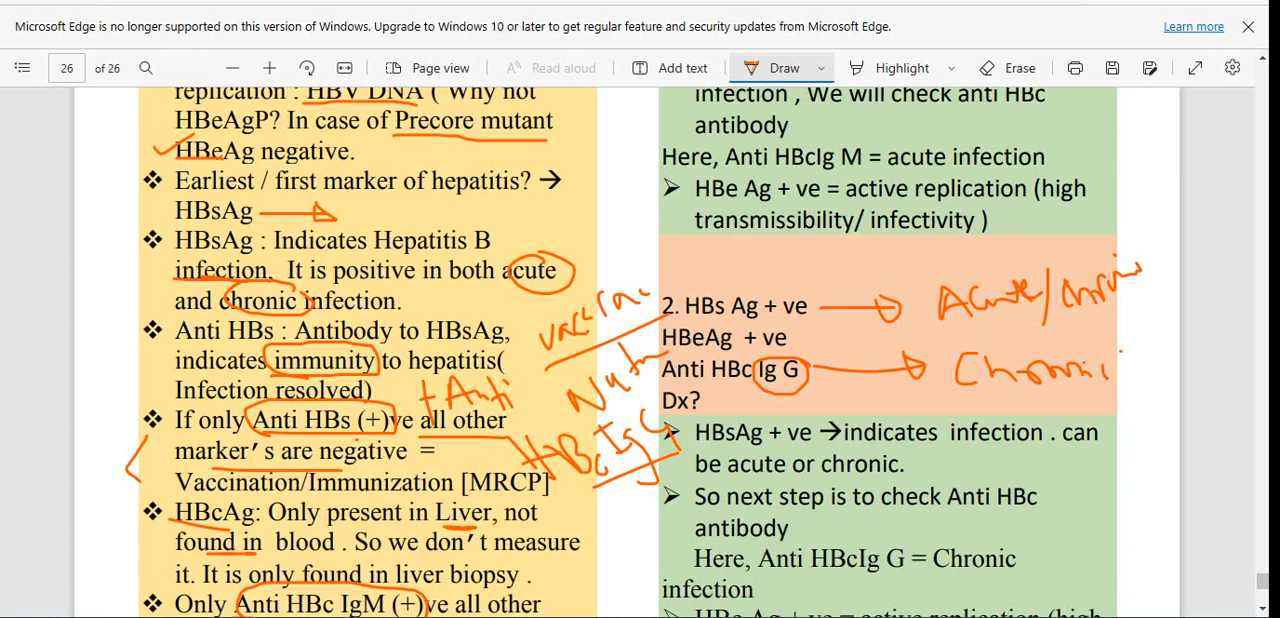 Microsoft Edge is no longer supported on this version of Windows. Upgrade to Windows 10 or later to get regular feature and security updates from Microsoft Edge.
Learn more
26 of 26
Page view
Read aloud
Add text
Draw
Highlight
Erase
replication : HBV DNA ( Why not
HBeAgP? In case of Precore mutant
HBeAg negative.
❖ Earliest / first marker of hepatitis? →
HBsAg
❖ HBsAg : Indicates Hepatitis B
infection, It is positive in both acute
and chronic infection.
❖ Anti HBs : Antibody to HBsAg,
indicates immunity to hepatitis(
Infection resolved)
❖ If only Anti HBs (+)ve all other
marker's are negative =
Vaccination/Immunization [MRCP]
❖ HBcAg: Only present in Liver, not
found in blood . So we don't measure
it. It is only found in liver biopsy .
❖ Only Anti HBc IgM (+)ve all other
+ Anti
HBcIgG
infection , We will check anti HBc
antibody
Here, Anti HBcIg M = acute infection
➢ HBe Ag + ve = active replication (high
transmissibility/ infectivity )
2. HBs Ag + ve
Acute/chronic
HBeAg + ve
Anti HBc Ig G
Chronic
Dx?
➢ HBsAg + ve →indicates infection . can
be acute or chronic.
➢ So next step is to check Anti HBc
antibody
Here, Anti HBcIg G = Chronic
infection
➢ HBe Ag + ve = active replication (high